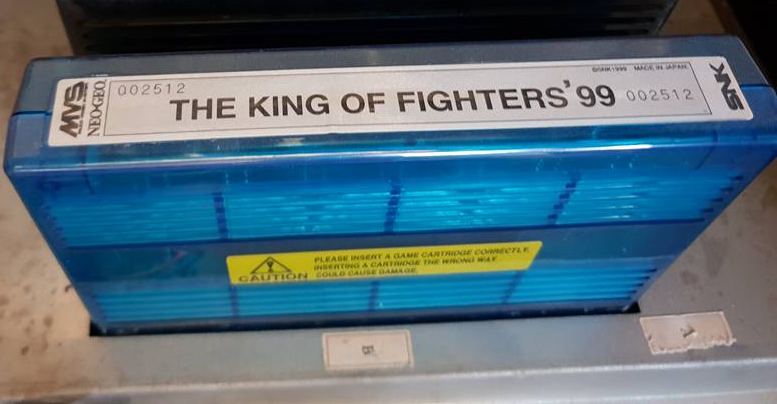 MVS
NEO·GEO
002512
THE KING OF FIGHTERS'99
002512
©SNK1999 MADE IN JAPAN
SNK
CAUTION
PLEASE INSERT A GAME CARTRIDGE CORRECTLY,
INSERTING A CARTRIDGE THE WRONG WAY
COULD CAUSE DAMAGE.
B
A